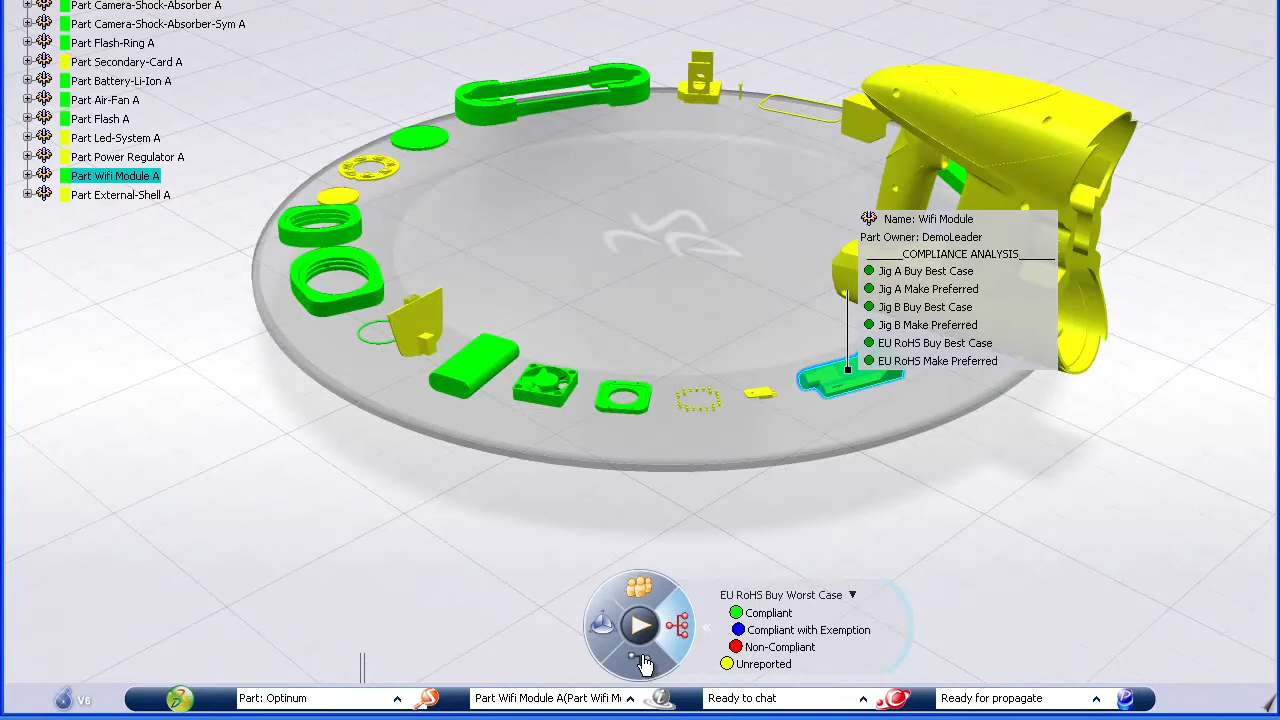 Part Camera-Shock-Absorber A
Part Camera-Shock-Absorber-Sym A
Part Flash-Ring A
Part Secondary-Card A
Part Battery-Li-Ion A
Part Air-Fan A
Part Flash A
Part Led-System A
Part Power Regulator A
Part Wifi Module A
Part External-Shell A
Name: Wifi Module
Part Owner: DemoLeader
______COMPLIANCE ANALYSIS______
Jig A Buy Best Case
Jig A Make Preferred
Jig B Buy Best Case
Jig B Make Preferred
EU RoHS Buy Best Case
EU RoHS Make Preferred
EU RoHS Buy Worst Case
Compliant
Compliant with Exemption
Non-Compliant
Unreported
V6
Part: Optinum
Part Wifi Module A(Part Wifi M
Ready to chat
Ready for propagate